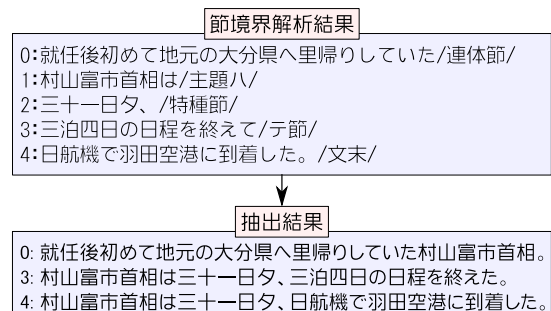 節境界解析結果
0:就任後初めて地元の大分県へ里帰りしていた/連体節/
1:村山富市首相は/主題ハ/
2:三十一日夕、/特種節/
3:三泊四日の日程を終えて/テ節/
4:日航機で羽田空港に到着した。/文末/
抽出結果
0: 就任後初めて地元の大分県へ里帰りしていた村山富市首相。
3: 村山富市首相は三十一日夕、三泊四日の日程を終えた。
4: 村山富市首相は三十一日夕、日航機で羽田空港に到着した。